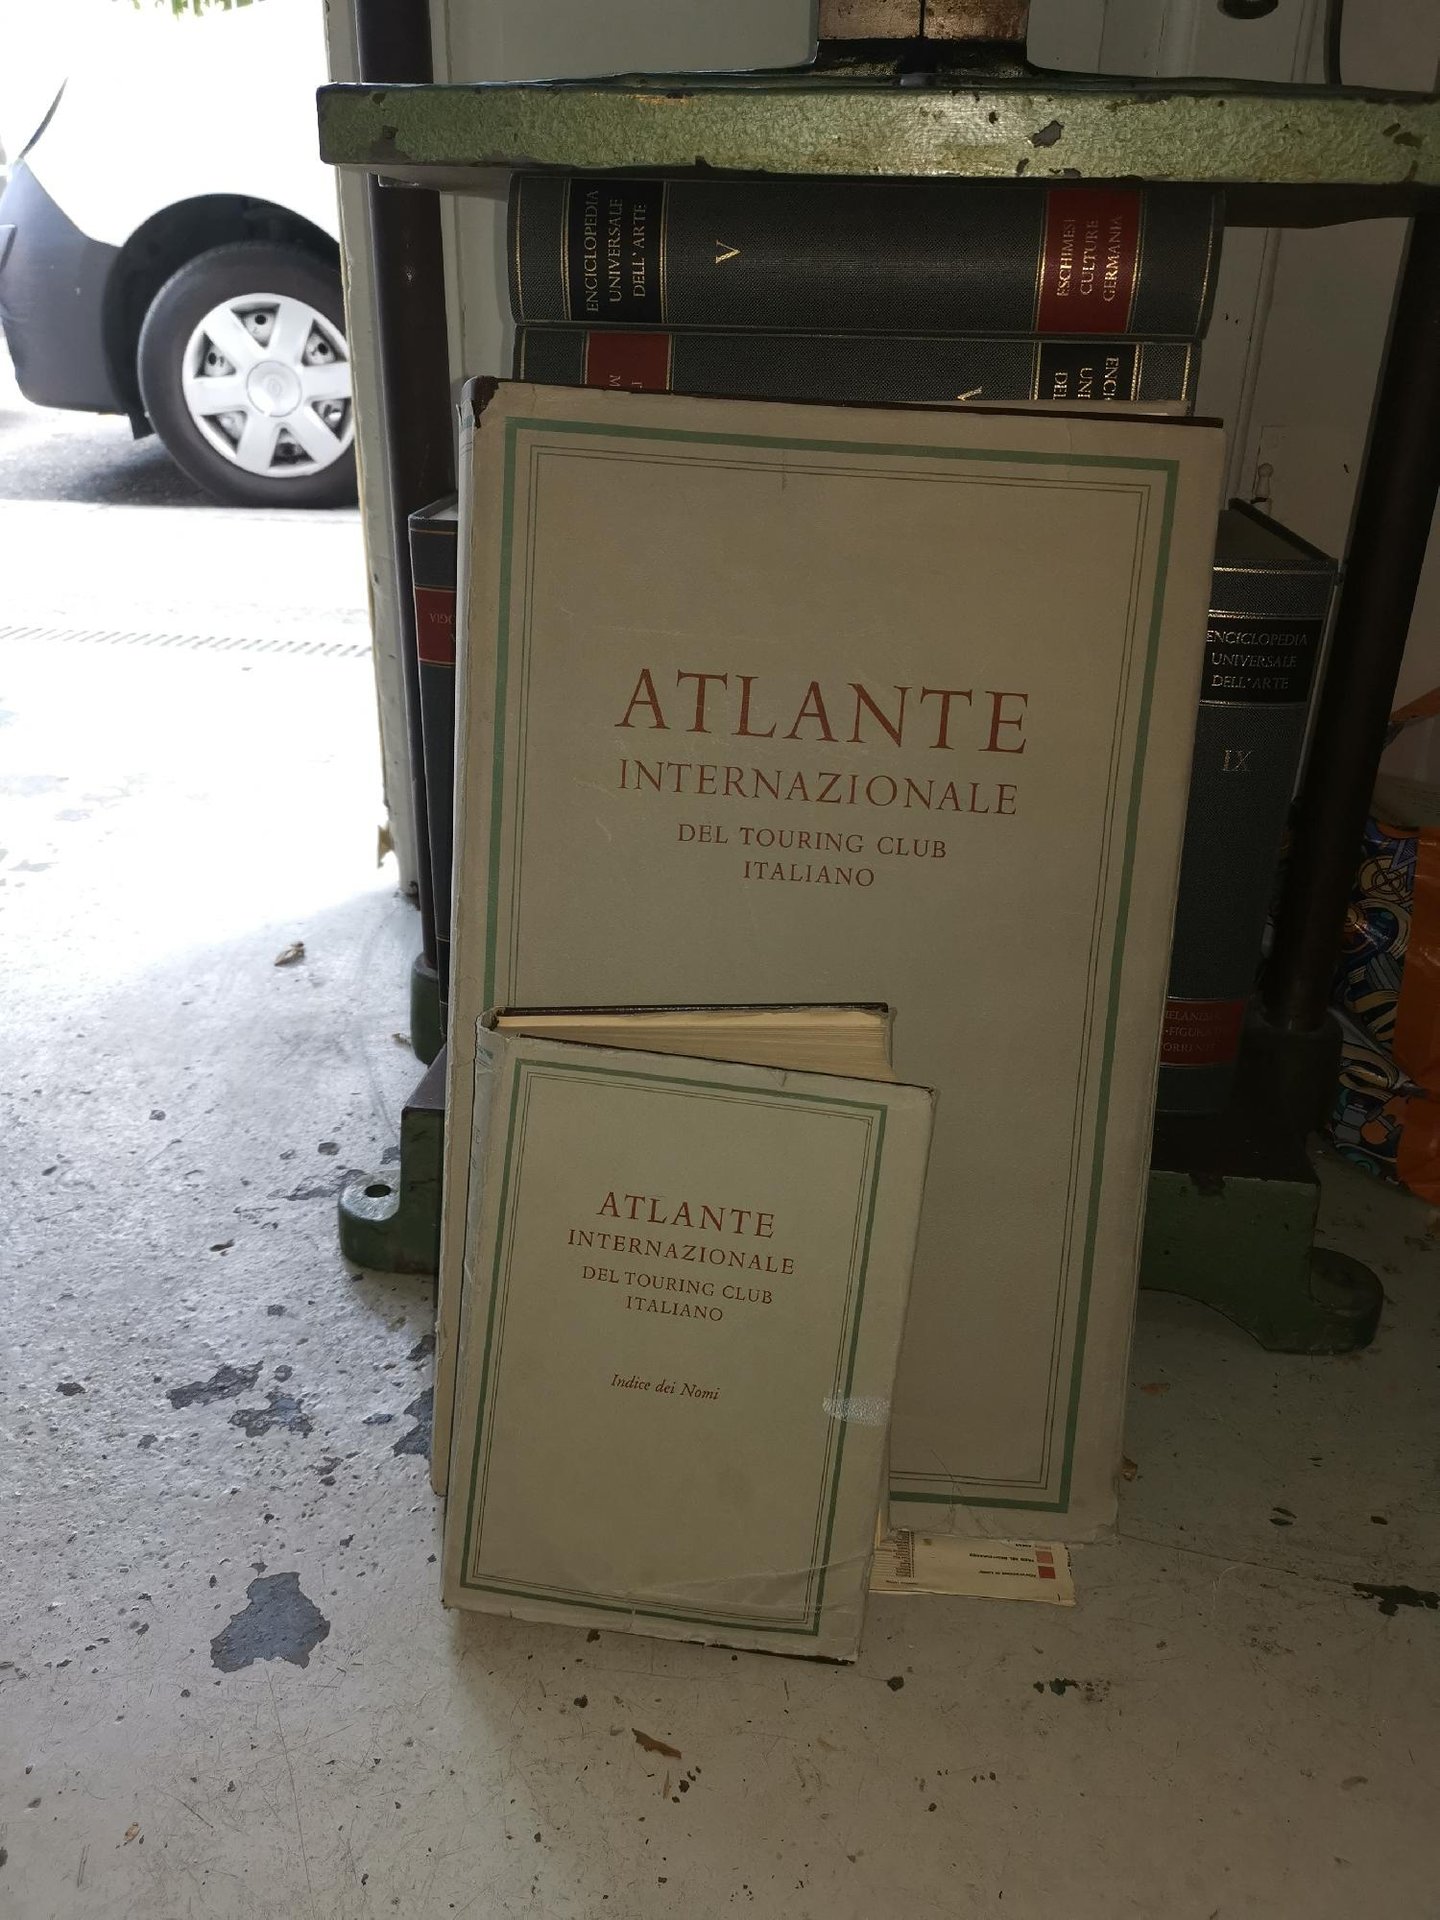 ENCICLOPEDIA
UNIVERSALE
DELL'ARTE
V
ESCHIMESI
CULTURE
GERMANIA
ATLANTE
INTERNAZIONALE
DEL TOURING CLUB
ITALIANO
ENCICLOPEDIA
UNIVERSALE
DELL'ARTE
IX
ATLANTE
INTERNAZIONALE
DEL TOURING CLUB
ITALIANO
Indice dei Nomi